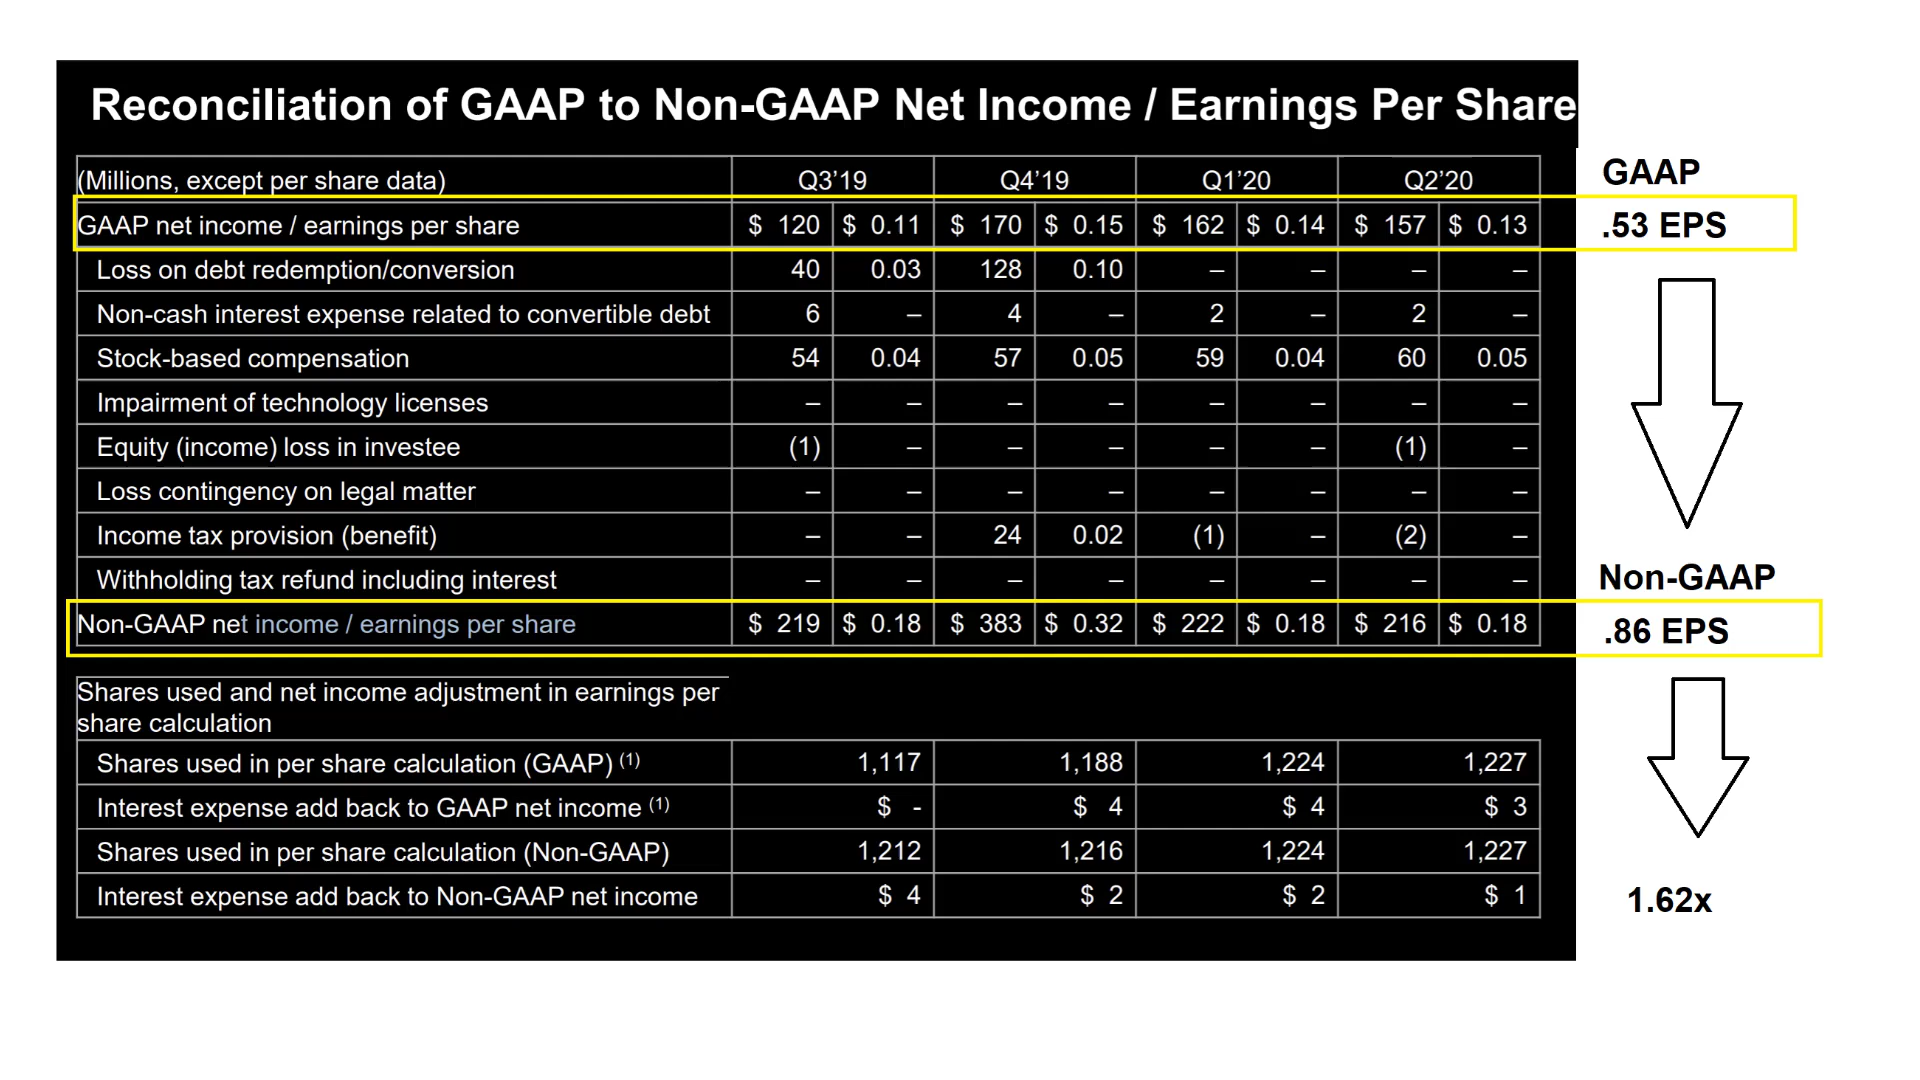 Reconciliation of GAAP to Non-GAAP Net Income / Earnings Per Share
(Millions, except per share data) Q3’19 Q4’19 Q1’20 Q2’20
GAAP
GAAP net income / earnings per share $ 120 $ 0.11 $ 170 $ 0.15 $ 162 $ 0.14 $ 157 $ 0.13
.53 EPS
Loss on debt redemption/conversion 40 0.03 128 0.10 – – – –
Non-cash interest expense related to convertible debt 6 – 4 – 2 – 2 –
Stock-based compensation 54 0.04 57 0.05 59 0.04 60 0.05
Impairment of technology licenses – – – – – – – –
Equity (income) loss in investee (1) – – – – – (1) –
Loss contingency on legal matter – – – – – – – –
Income tax provision (benefit) – – 24 0.02 (1) – (2) –
Withholding tax refund including interest – – – – – – – –
Non-GAAP
Non-GAAP net income / earnings per share $ 219 $ 0.18 $ 383 $ 0.32 $ 222 $ 0.18 $ 216 $ 0.18
.86 EPS
Shares used and net income adjustment in earnings per
share calculation
Shares used in per share calculation (GAAP) (1) 1,117 1,188 1,224 1,227
Interest expense add back to GAAP net income (1) $ - $ 4 $ 4 $ 3
Shares used in per share calculation (Non-GAAP) 1,212 1,216 1,224 1,227
Interest expense add back to Non-GAAP net income $ 4 $ 2 $ 2 $ 1
1.62x